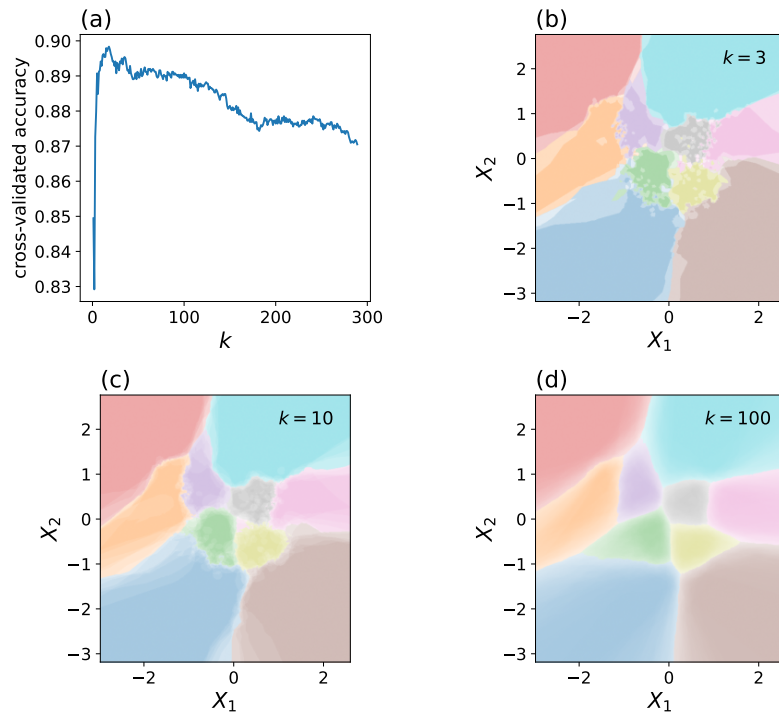 (a)
0.90
0.89
0.88
0.87
0.86
0.85
0.84
0.83
cross-validated accuracy
0
100
200
300
k
(b)
k = 3
2
1
0
−1
−2
−3
X2
−2
0
2
X1
(c)
k = 10
2
1
0
−1
−2
−3
X2
−2
0
2
X1
(d)
k = 100
2
1
0
−1
−2
−3
X2
−2
0
2
X1